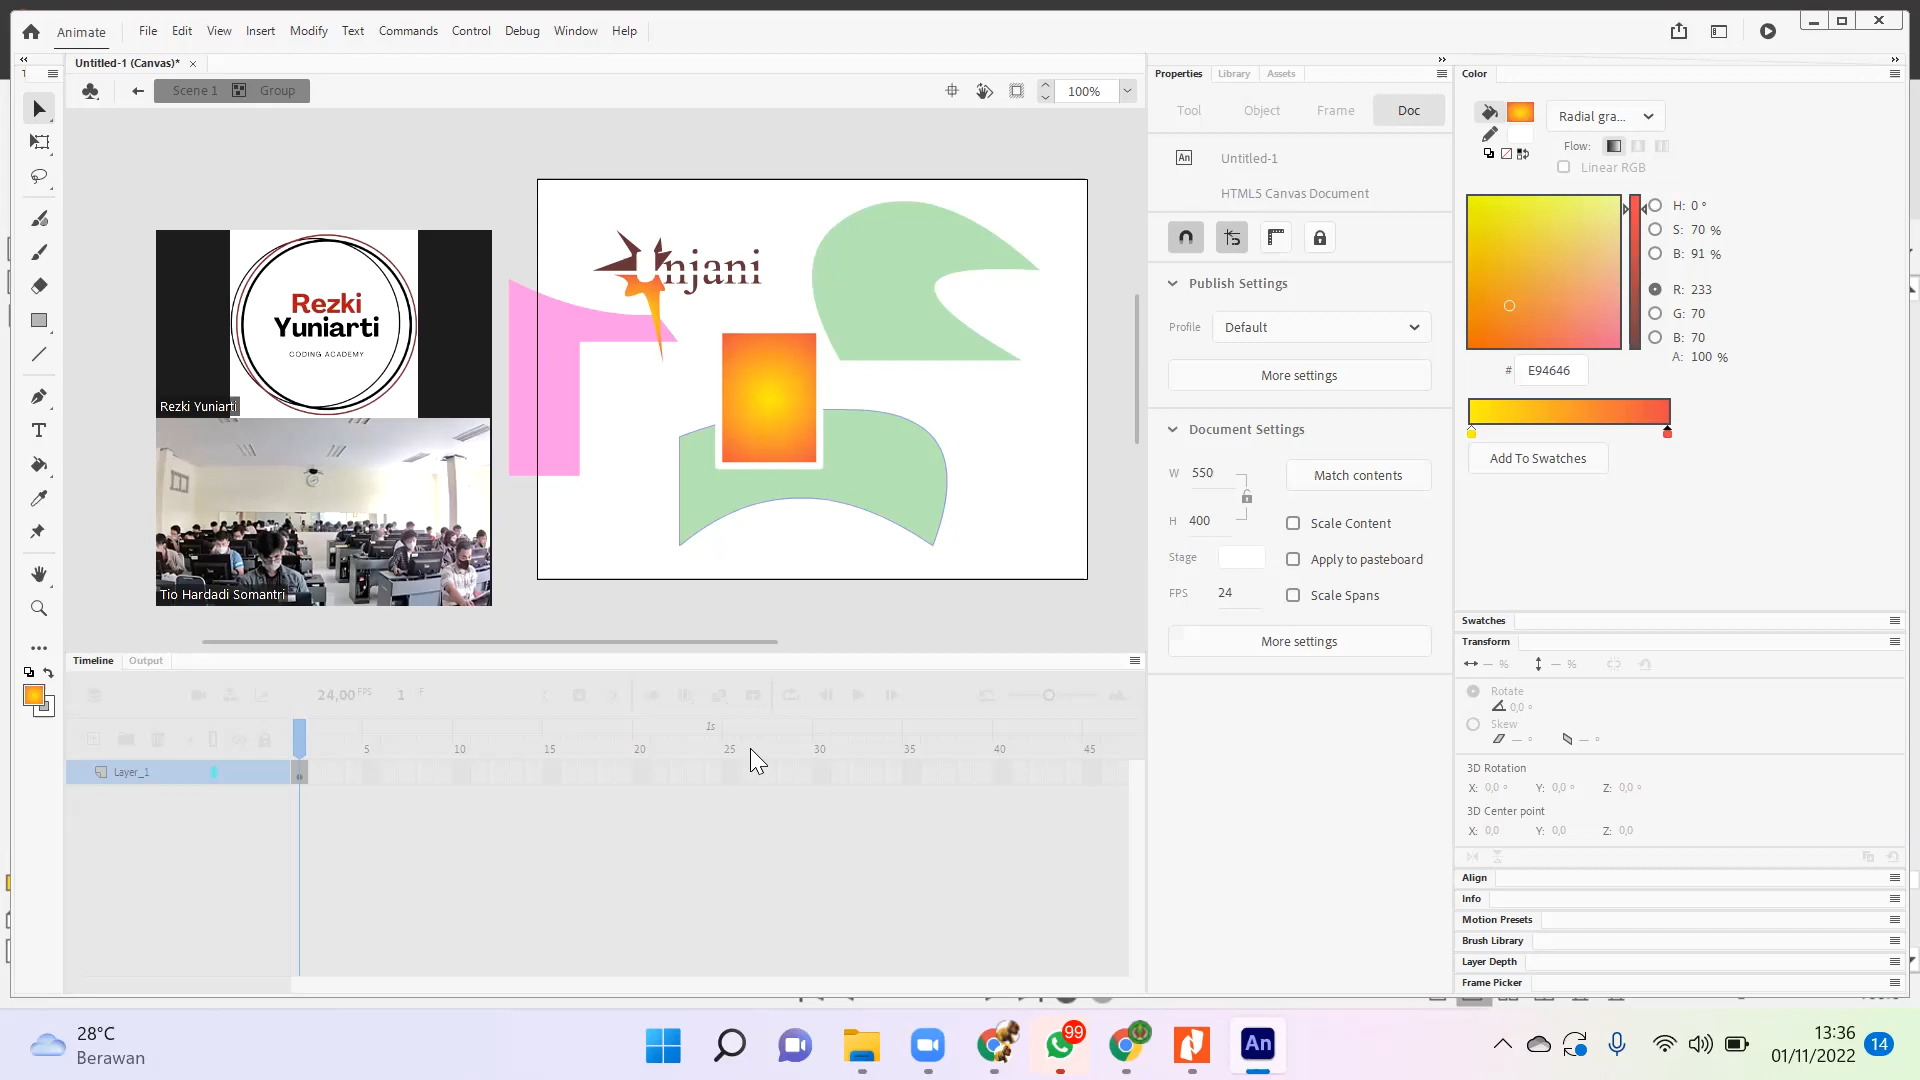 Animate File Edit View Insert Modify Text Commands Control Debug Window Help
Untitled-1 (Canvas)*
Scene 1 Group 100%
Rezki
Yuniarti
CODING ACADEMY
Rezki Yuniarti
Tio Hardadi Somantri
Unjani
Timeline Output
24,00 FPS 1 F
1s
5 10 15 20 25 30 35 40 45
Layer_1
Properties Library Assets
Tool Object Frame Doc
An Untitled-1
HTML5 Canvas Document
Publish Settings
Profile Default
More settings
Document Settings
W 550 Match contents
H 400 Scale Content
Stage Apply to pasteboard
FPS 24 Scale Spans
More settings
Color
Radial gra...
Flow:
Linear RGB
H: 0 °
S: 70 %
B: 91 %
R: 233
G: 70
B: 70
A: 100 %
# E94646
Add To Swatches
Swatches
Transform
— % — %
Rotate
0,0 °
Skew
— ° — °
3D Rotation
X: 0,0 ° Y: 0,0 ° Z: 0,0 °
3D Center point
X: 0,0 Y: 0,0 Z: 0,0
Align
Info
Motion Presets
Brush Library
Layer Depth
Frame Picker
28°C
Berawan
99
An
13:36
01/11/2022
14